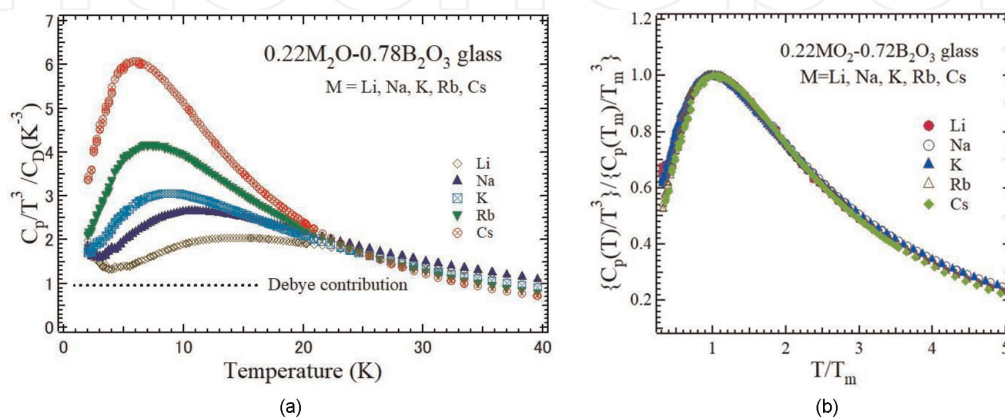 0.22M₂O-0.78B₂O₃ glass
M = Li, Na, K, Rb, Cs
Cₚ/T³ /C_D(K⁻³)
6
5
4
3
2
1
0
Li
Na
K
Rb
Cs
Debye contribution
0 10 20 30 40
Temperature (K)
(a)
0.22MO₂-0.72B₂O₃ glass
M=Li, Na, K, Rb, Cs
{Cₚ(T)/T³}/{Cₚ(Tₘ)/Tₘ³}
1.2
1.0
0.8
0.6
0.4
0.2
Li
Na
K
Rb
Cs
1 2 3 4 5
T/Tₘ
(b)